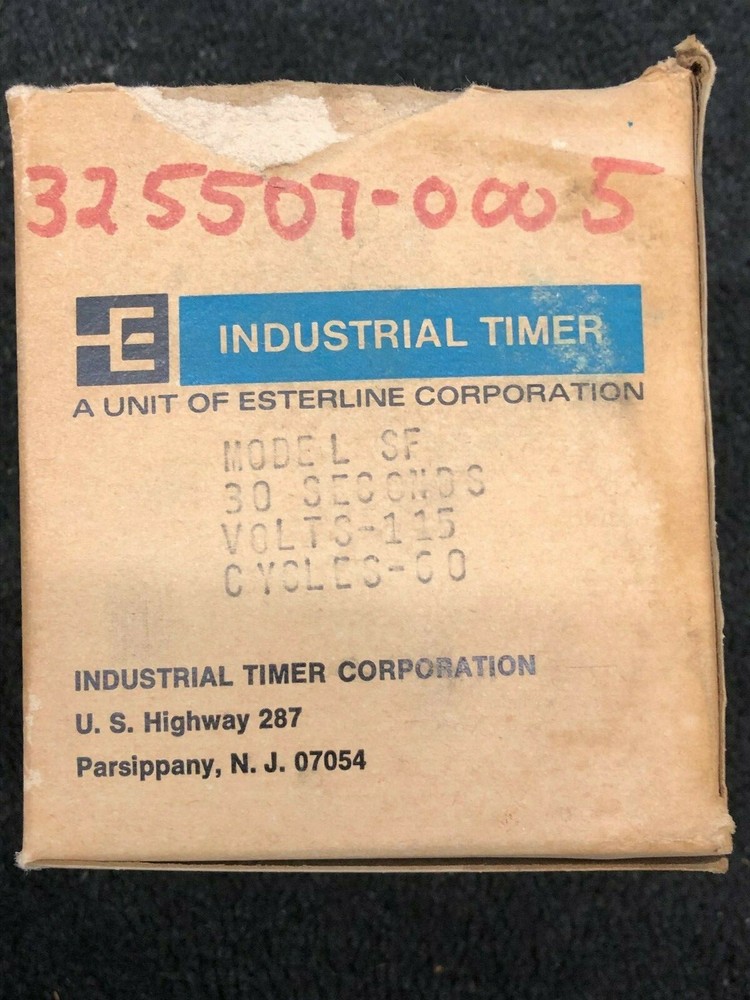 325507-0005
E
INDUSTRIAL TIMER
A UNIT OF ESTERLINE CORPORATION
MODEL SF
30 SECONDS
VOLTS-115
CYCLES-60
INDUSTRIAL TIMER CORPORATION
U. S. Highway 287
Parsippany, N. J. 07054